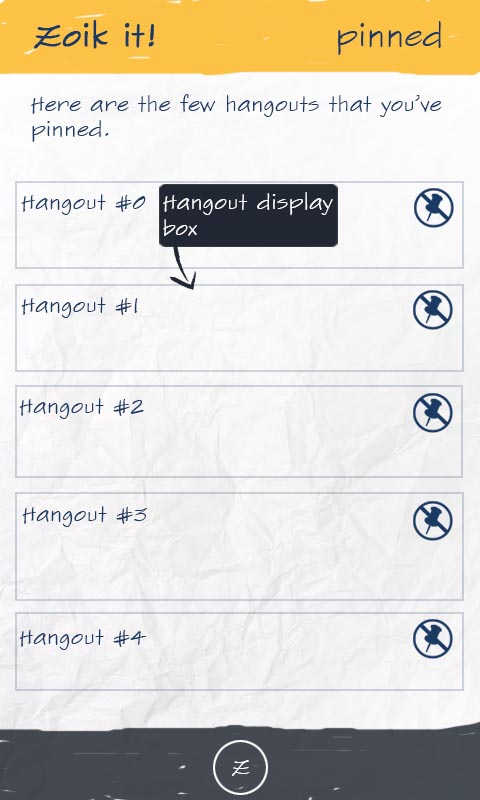 Zoik it!
pinned
Here are the few hangouts that you've
pinned.
Hangout #0
Hangout display
box
Hangout #1
Hangout #2
Hangout #3
Hangout #4
Z